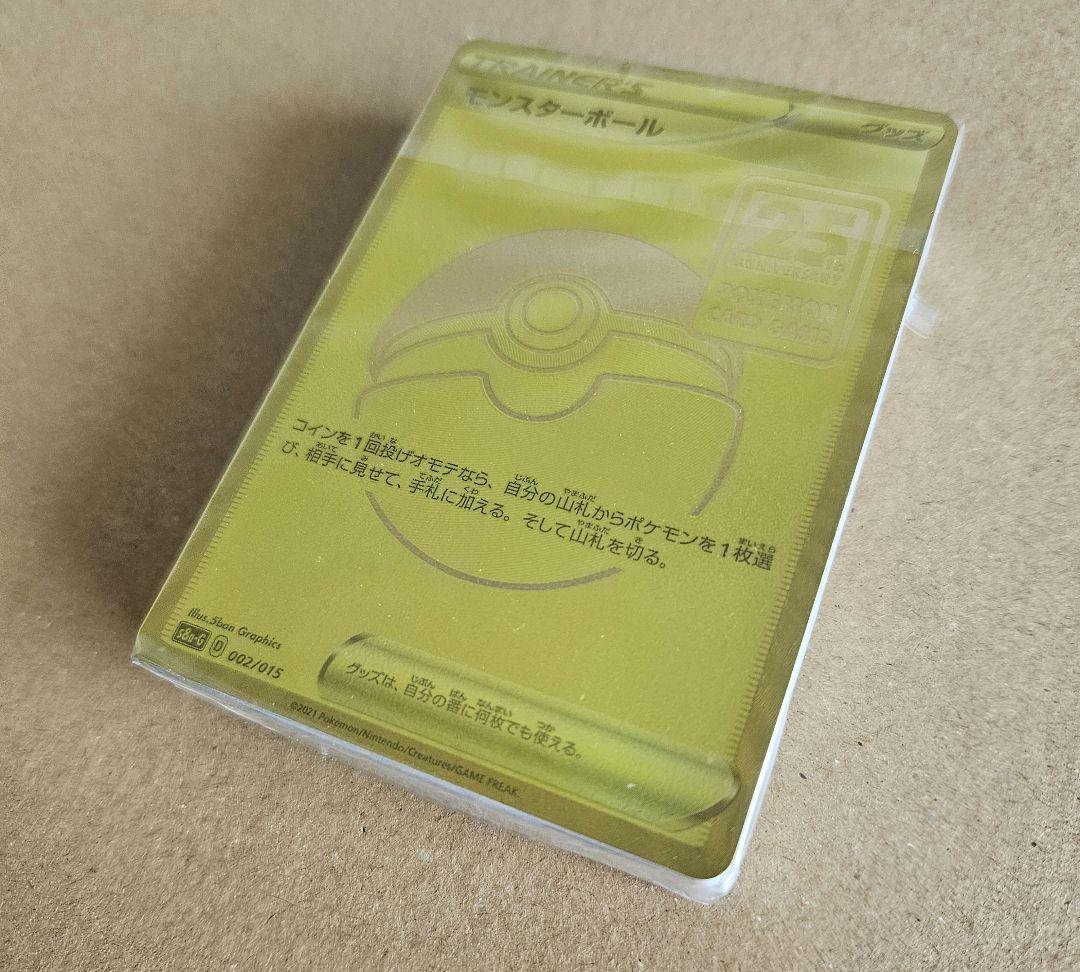 TRAINER'S
モンスターボール
グッズ
25th
ANNIVERSARY
POKÉMON
CARD GAME
コインを1回投げオモテなら、自分の山札からポケモンを1枚選
び、相手に見せて、手札に加える。そして山札を切る。
Illus. 5ban Graphics
s8a-G D 002/015
グッズは、自分の番に何枚でも使える。
©2021 Pokémon/Nintendo/Creatures/GAME FREAK.